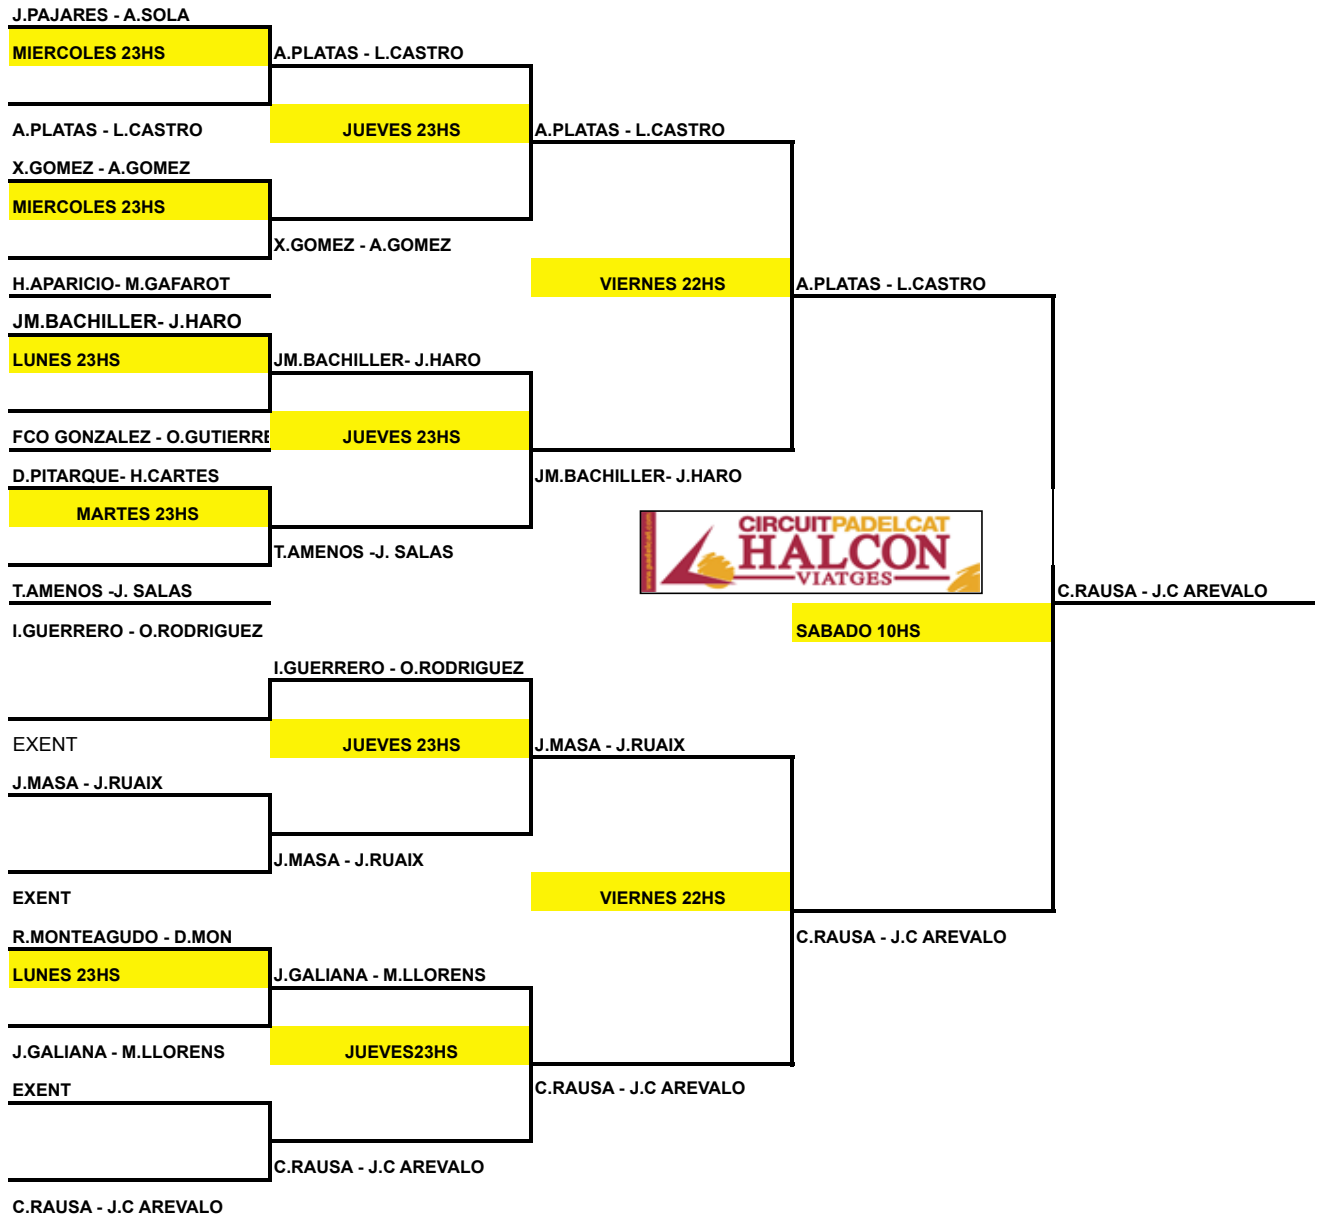 J.PAJARES - A.SOLA
MIERCOLES 23HS
A.PLATAS - L.CASTRO
A.PLATAS - L.CASTRO
JUEVES 23HS
A.PLATAS - L.CASTRO
X.GOMEZ - A.GOMEZ
MIERCOLES 23HS
X.GOMEZ - A.GOMEZ
H.APARICIO- M.GAFAROT
VIERNES 22HS
A.PLATAS - L.CASTRO
JM.BACHILLER- J.HARO
LUNES 23HS
JM.BACHILLER- J.HARO
FCO GONZALEZ - O.GUTIERRE
JUEVES 23HS
D.PITARQUE- H.CARTES
JM.BACHILLER- J.HARO
MARTES 23HS
T.AMENOS -J. SALAS
www.padelcat.com
CIRCUITPADELCAT
HALCON
VIATGES
T.AMENOS -J. SALAS
C.RAUSA - J.C AREVALO
I.GUERRERO - O.RODRIGUEZ
SABADO 10HS
I.GUERRERO - O.RODRIGUEZ
EXENT
JUEVES 23HS
J.MASA - J.RUAIX
J.MASA - J.RUAIX
J.MASA - J.RUAIX
EXENT
VIERNES 22HS
R.MONTEAGUDO - D.MON
C.RAUSA - J.C AREVALO
LUNES 23HS
J.GALIANA - M.LLORENS
J.GALIANA - M.LLORENS
JUEVES23HS
EXENT
C.RAUSA - J.C AREVALO
C.RAUSA - J.C AREVALO
C.RAUSA - J.C AREVALO